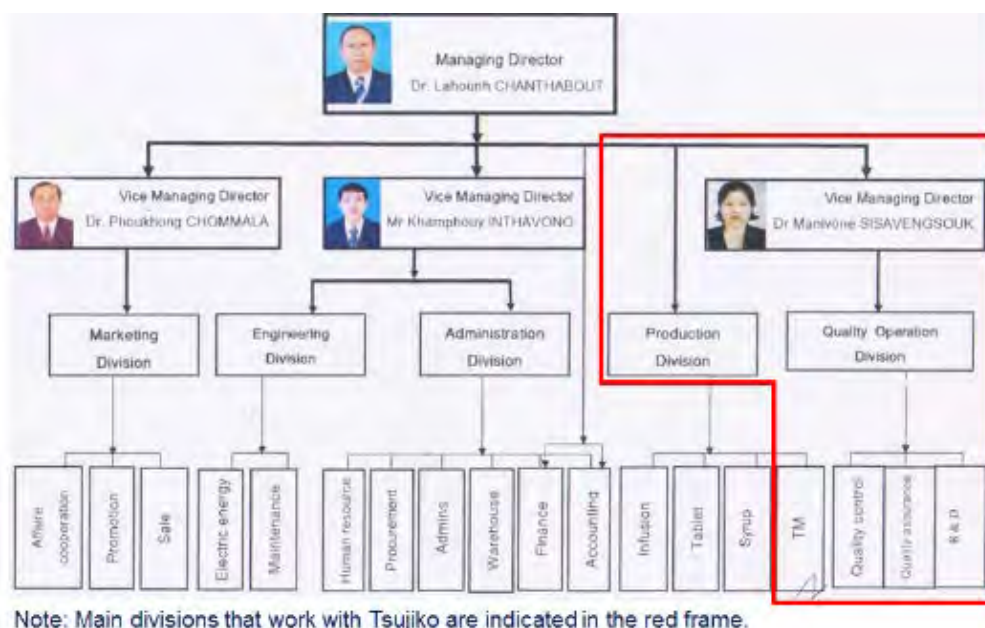 Managing Director
Dr. Lahounh CHANTHABOUT
Vice Managing Director
Dr. Phoukhong CHOMMALA
Vice Managing Director
Mr Khamphouy INTHAVONG
Vice Managing Director
Dr Manivone SISAVENGSOUK
Marketing
Division
Engineering
Division
Administration
Division
Production
Division
Quality Operation
Division
cooperation
Promotion
Sale
Electric energy
Maintenance
Human resource
Procurement
Admins
Warehouse
Finance
Accounting
Infusion
Tablet
Syrup
TM
Quality control
Quality assurance
R & D
Note: Main divisions that work with Tsujiko are indicated in the red frame.